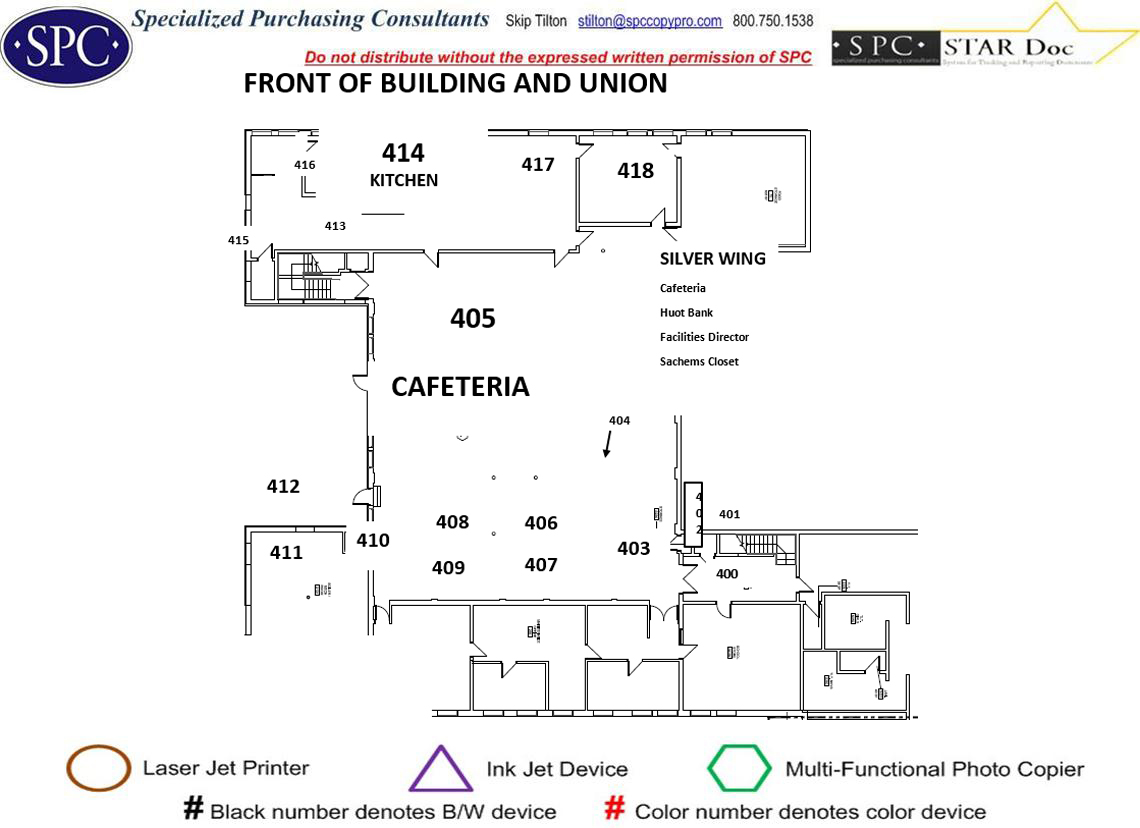 Specialized Purchasing Consultants Skip Tilton stilton@spccopypro.com 800.750.1538
·SPC·
·SPC· STAR Doc
specialized purchasing consultants System for Tracking and Reporting Documents
Do not distribute without the expressed written permission of SPC
FRONT OF BUILDING AND UNION
414
KITCHEN
416
417
418
413
415
SILVER WING
Cafeteria
Huot Bank
Facilities Director
Sachems Closet
405
CAFETERIA
404
412
402
401
408
406
410
411
403
409
407
400
Laser Jet Printer
Ink Jet Device
Multi-Functional Photo Copier
# Black number denotes B/W device
# Color number denotes color device